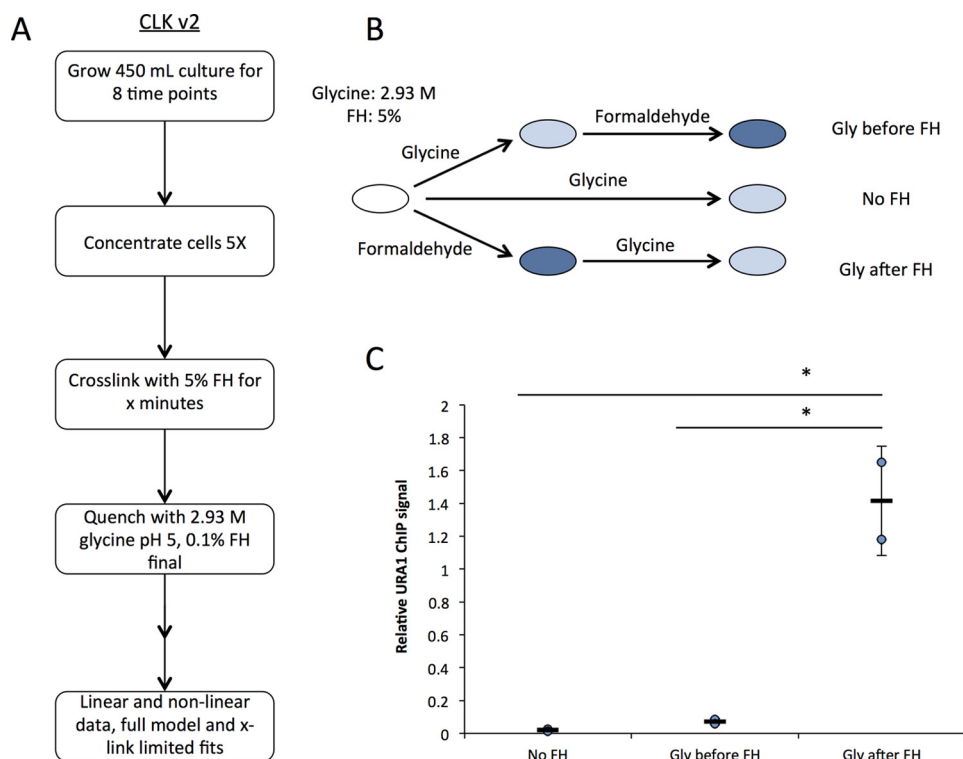 A
CLK v2
Grow 450 mL culture for
8 time points
Concentrate cells 5X
Crosslink with 5% FH for
x minutes
Quench with 2.93 M
glycine pH 5, 0.1% FH
final
Linear and non-linear
data, full model and x-
link limited fits
B
Glycine: 2.93 M
FH: 5%
Glycine
Formaldehyde
Gly before FH
Glycine
No FH
Formaldehyde
Glycine
Gly after FH
C
*
*
Relative URA1 ChIP signal
2
1.8
1.6
1.4
1.2
1
0.8
0.6
0.4
0.2
0
No FH
Gly before FH
Gly after FH